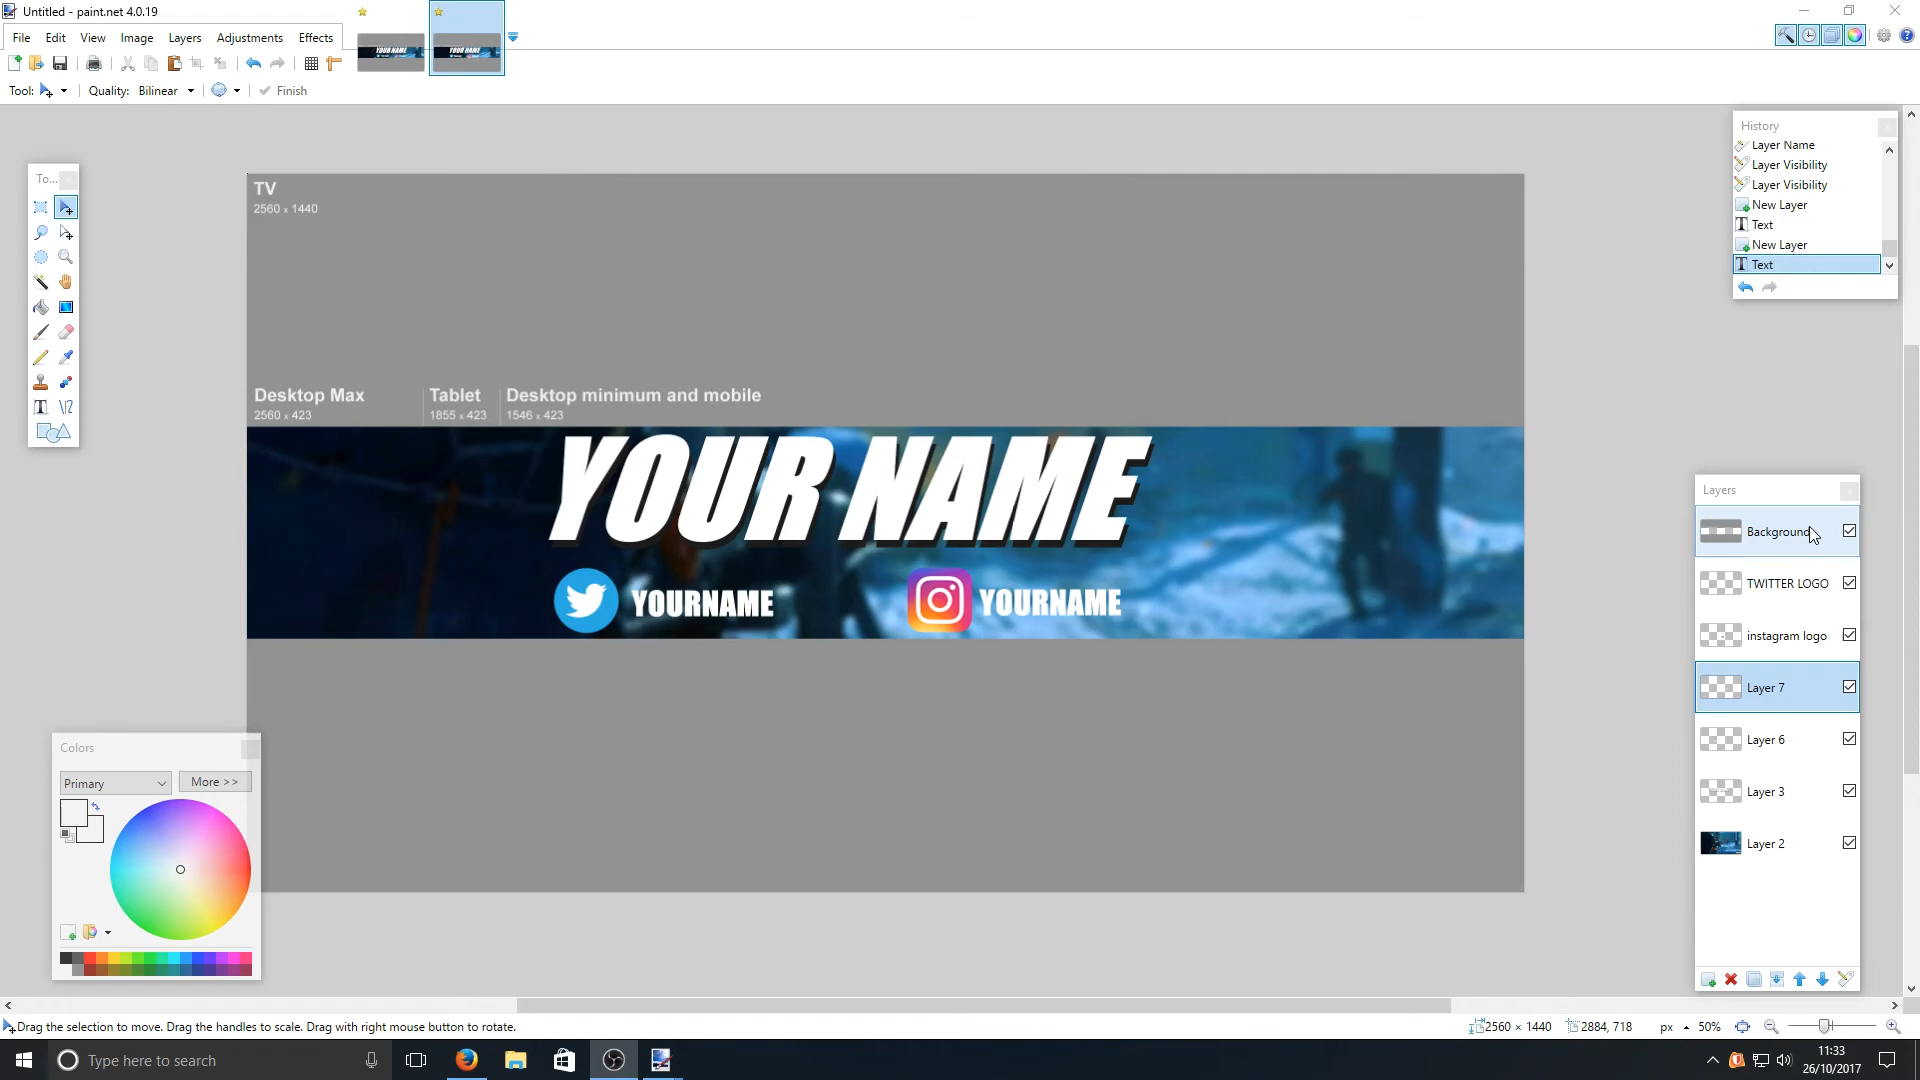 Untitled - paint.net 4.0.19
File Edit View Image Layers Adjustments Effects
YOUR NAME YOUR NAME
Tool: Quality: Bilinear Finish
History
Layer Name
Layer Visibility
Layer Visibility
New Layer
Text
New Layer
Text
To...
TV
2560 x 1440
Desktop Max Tablet Desktop minimum and mobile
2560 x 423 1855 x 423 1546 x 423
YOUR NAME
YOURNAME YOURNAME
Layers
Background
TWITTER LOGO
instagram logo
Layer 7
Layer 6
Layer 3
Layer 2
Colors
Primary More >>
Drag the selection to move. Drag the handles to scale. Drag with right mouse button to rotate. 2560 × 1440 2884, 718 px 50%
Type here to search
11:33
26/10/2017